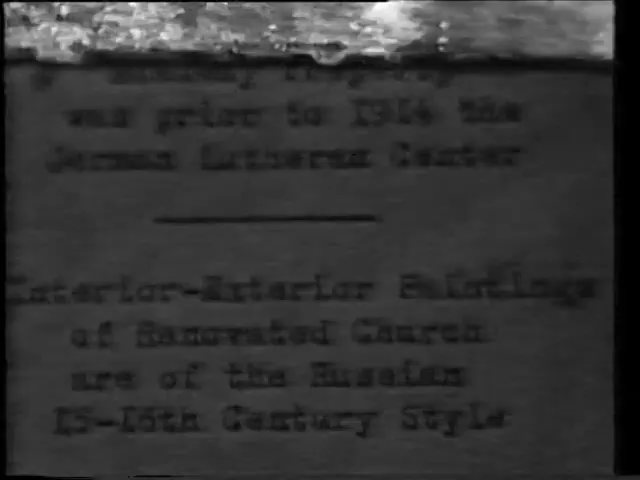 was prior to 1914 the
German Lutheran Center
Interior-Exterior Paintings
of Renovated Church
are of the Russian
15-16th Century Style